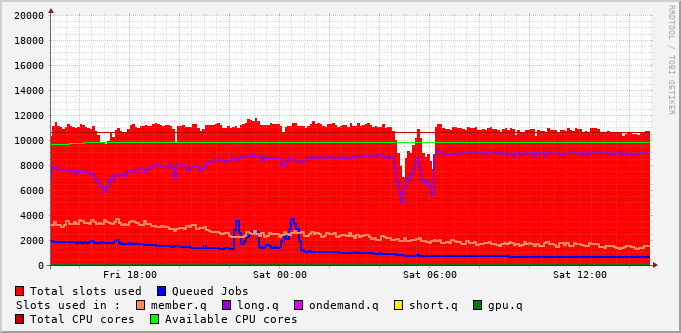 RRDTOOL / TOBI OETIKER
20000
18000
16000
14000
12000
10000
8000
6000
4000
2000
0
Fri 18:00 Sat 00:00 Sat 06:00 Sat 12:00
Total slots used Queued Jobs
Slots used in : member.q long.q ondemand.q short.q gpu.q
Total CPU cores Available CPU cores